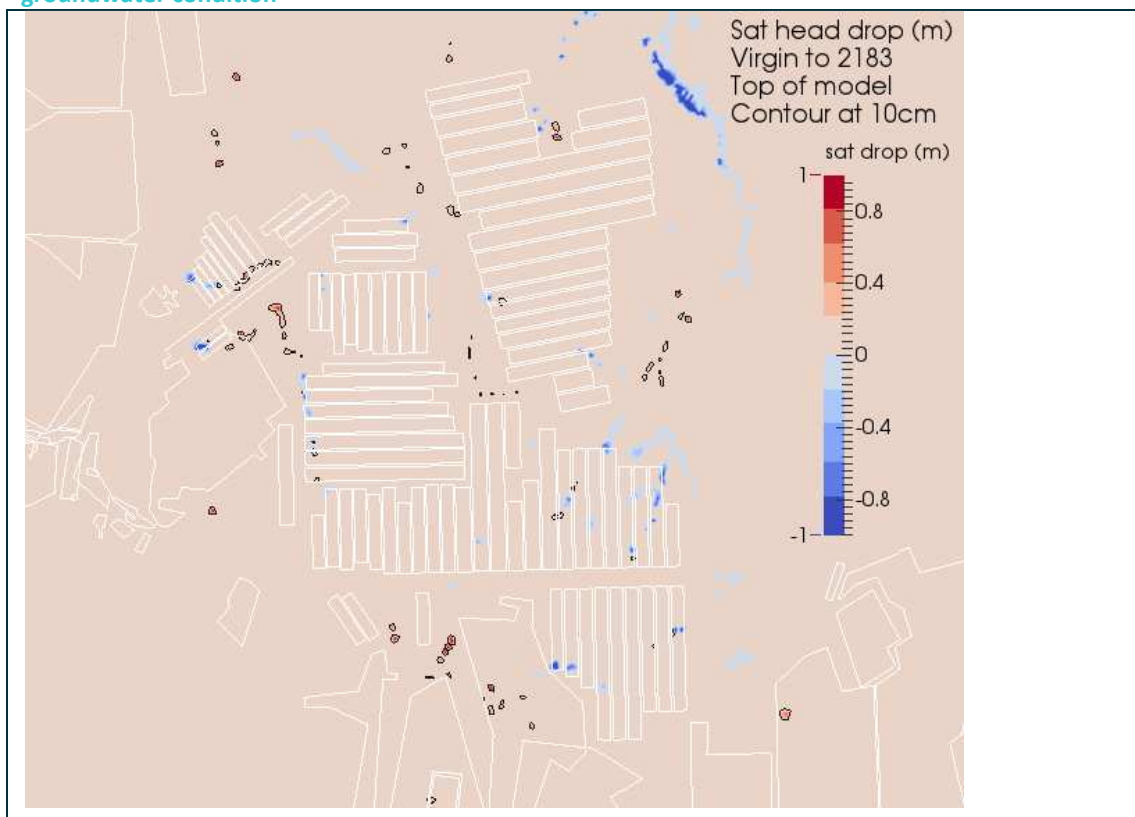 groundwater condition
Sat head drop (m)
Virgin to 2183
Top of model
Contour at 10cm
sat drop (m)
1
0.8
0.4
0
-0.4
-0.8
-1